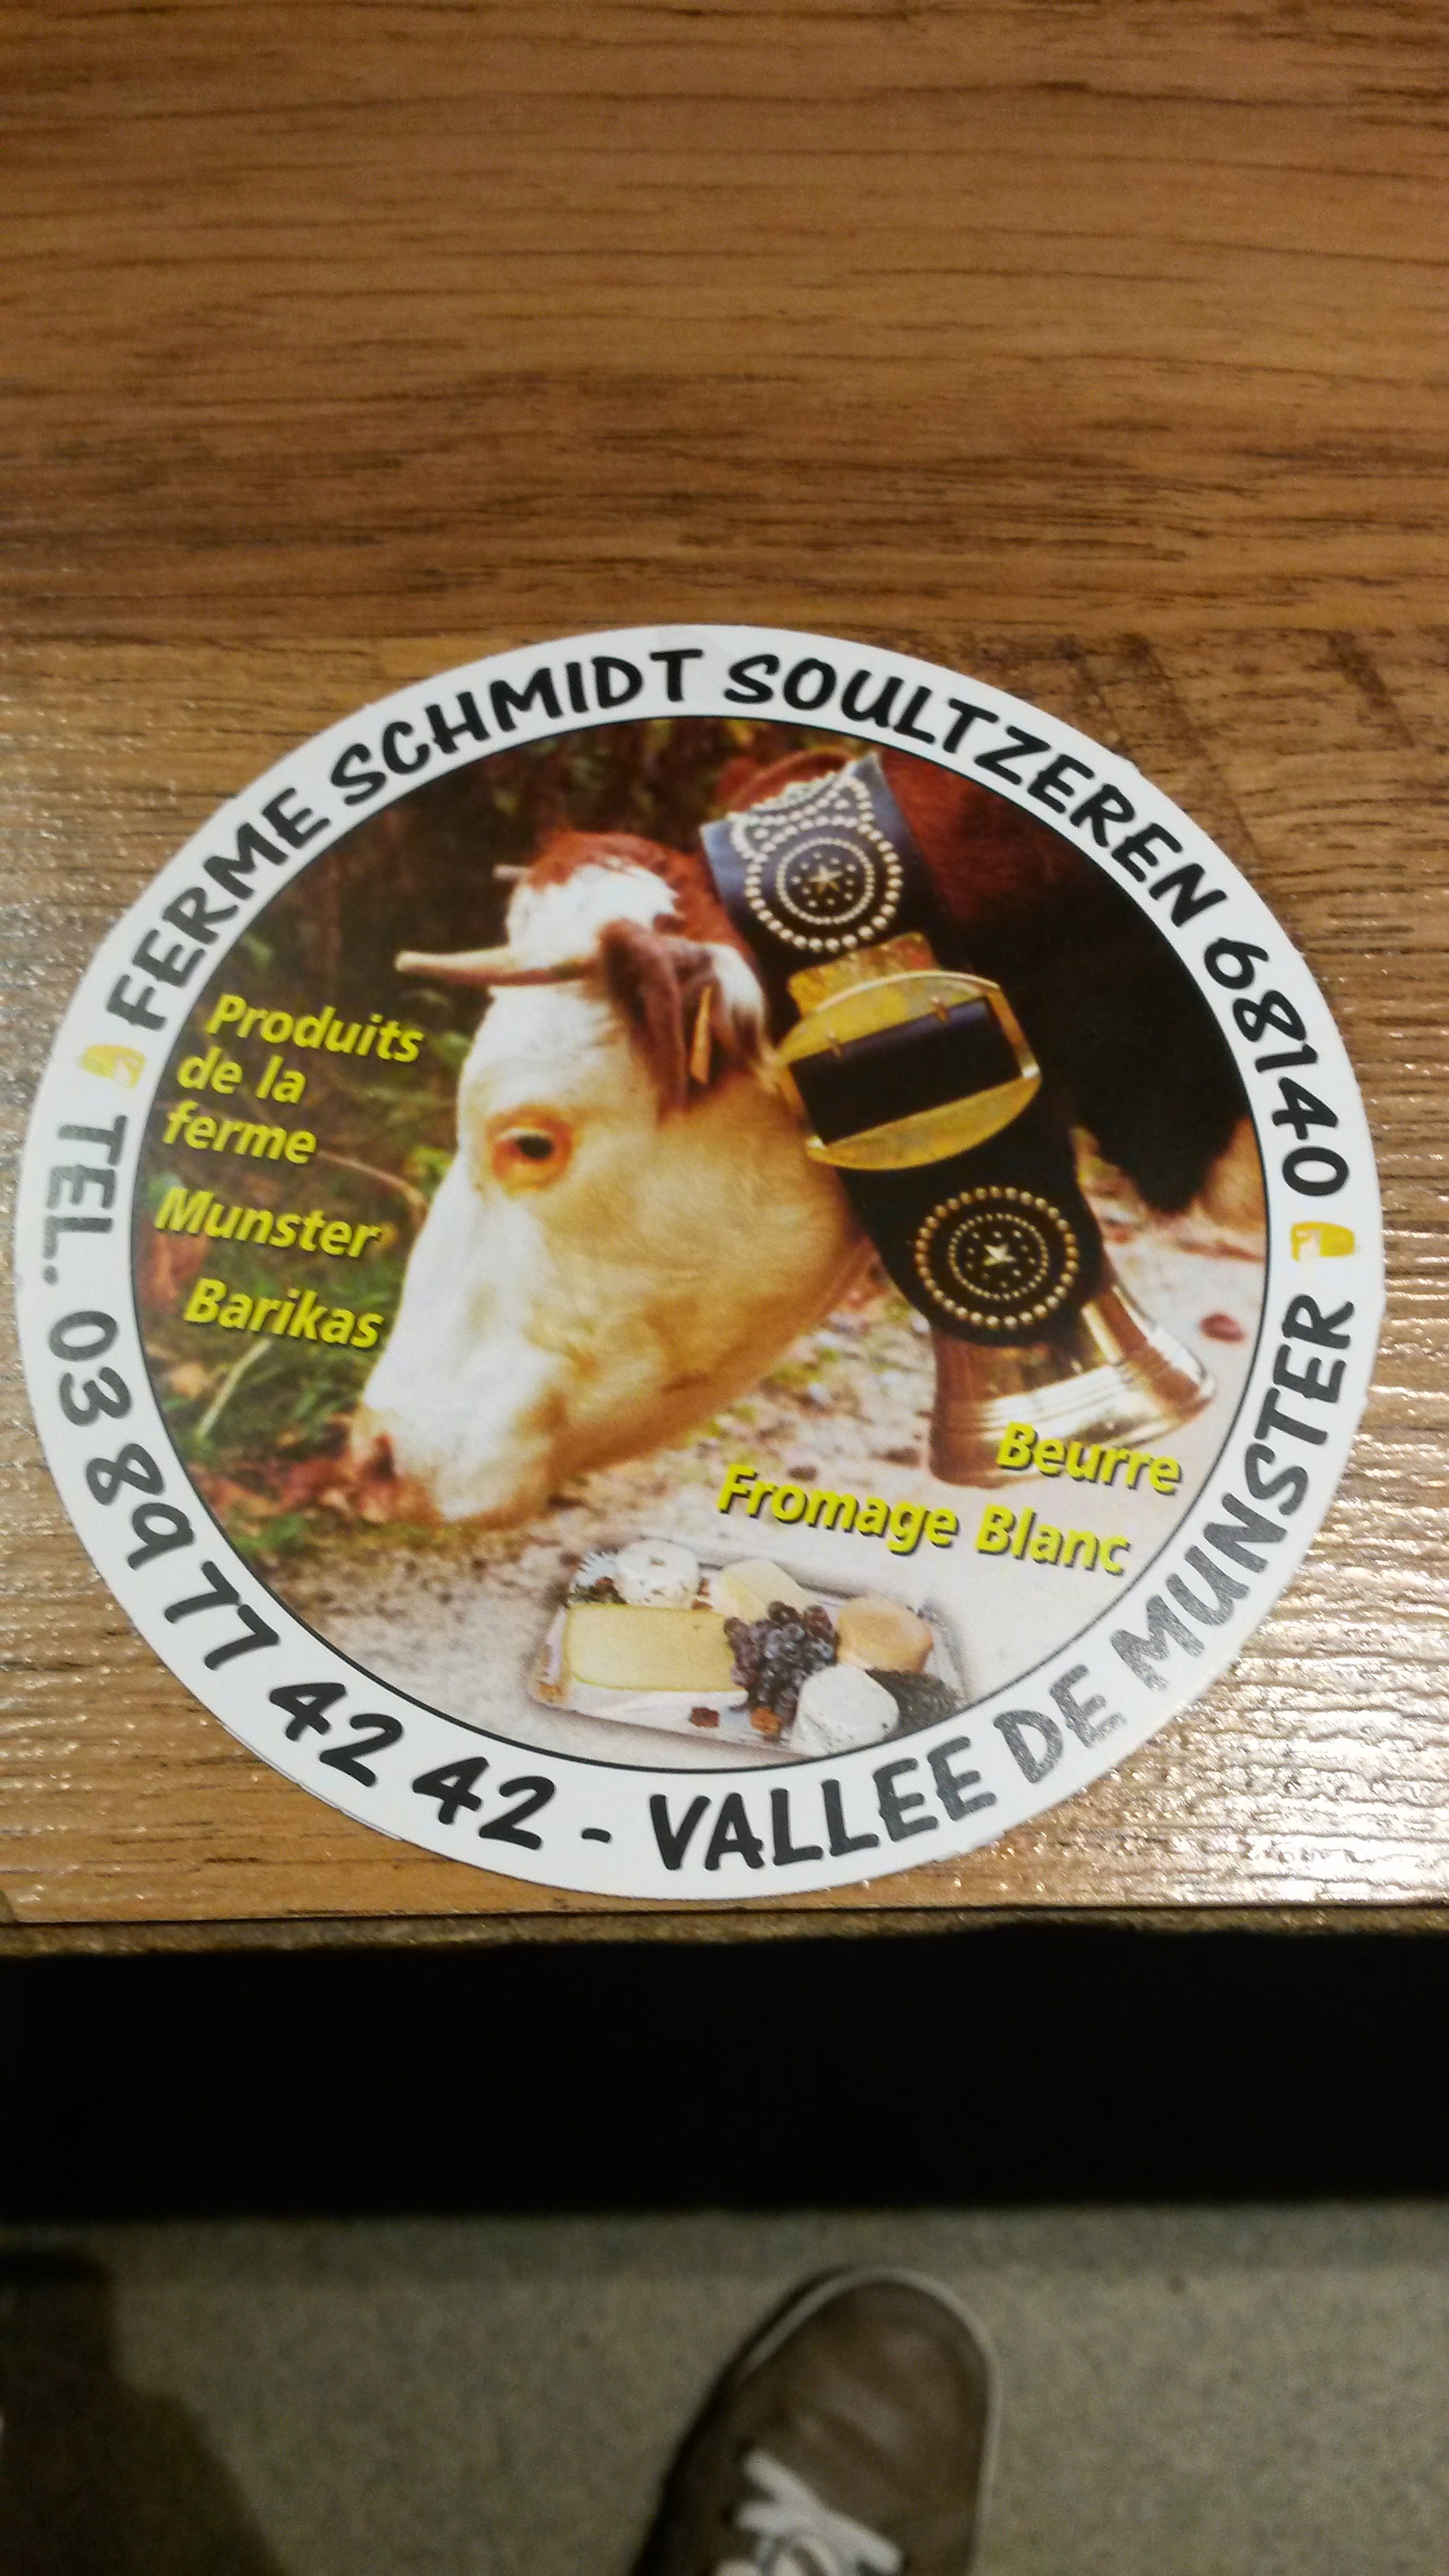 FERME SCHMIDT SOULTZEREN 68140
TEL. 03 89 77 42 42 - VALLEE DE MUNSTER
Produits
de la
ferme
Munster
Barikas
Beurre
Fromage Blanc